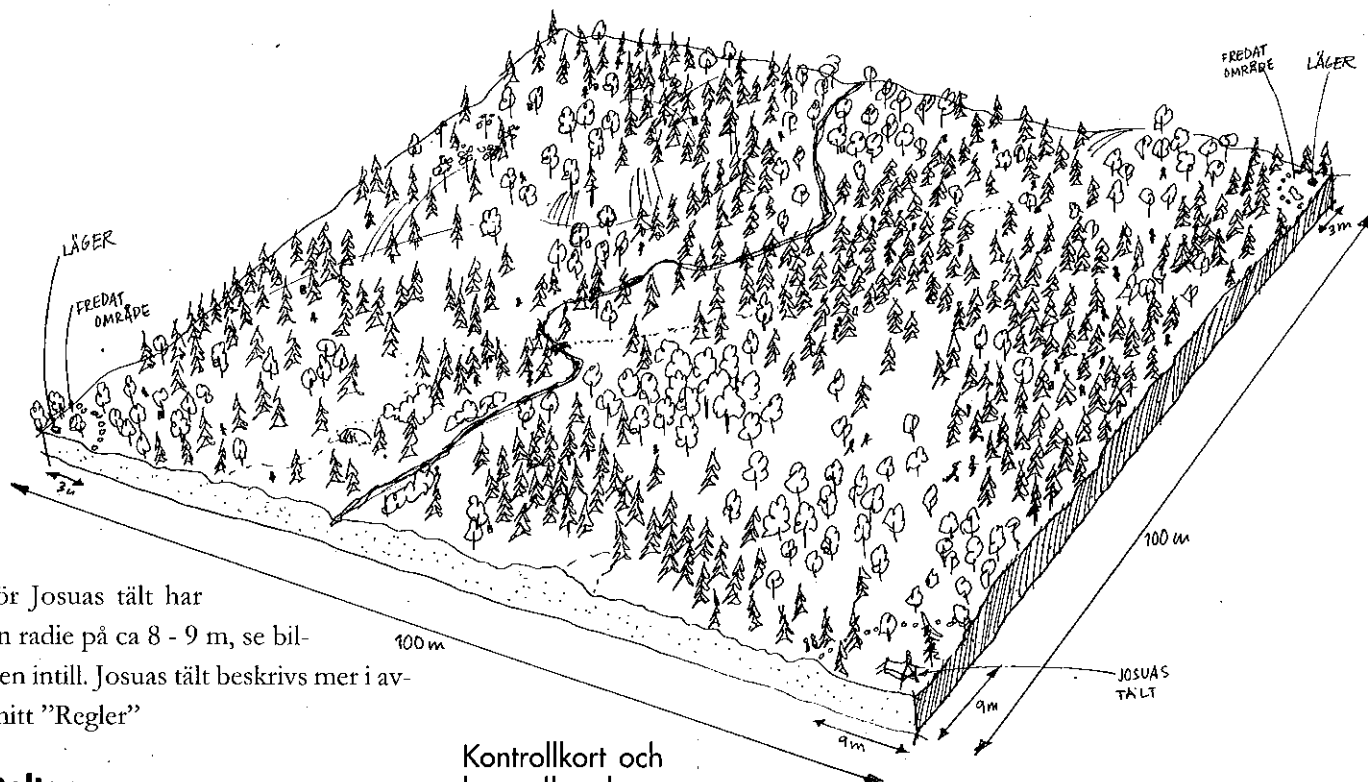 FREDAT
OMRÅDE
LÄGER
LÄGER
FREDAT
OMRÅDE
3m
3m
100 m
100 m
JOSUAS
TÄLT
9m
9m
ör Josuas tält har
n radie på ca 8 - 9 m, se bil-
en intill. Josuas tält beskrivs mer i av-
nitt ”Regler”
Kontrollkort och